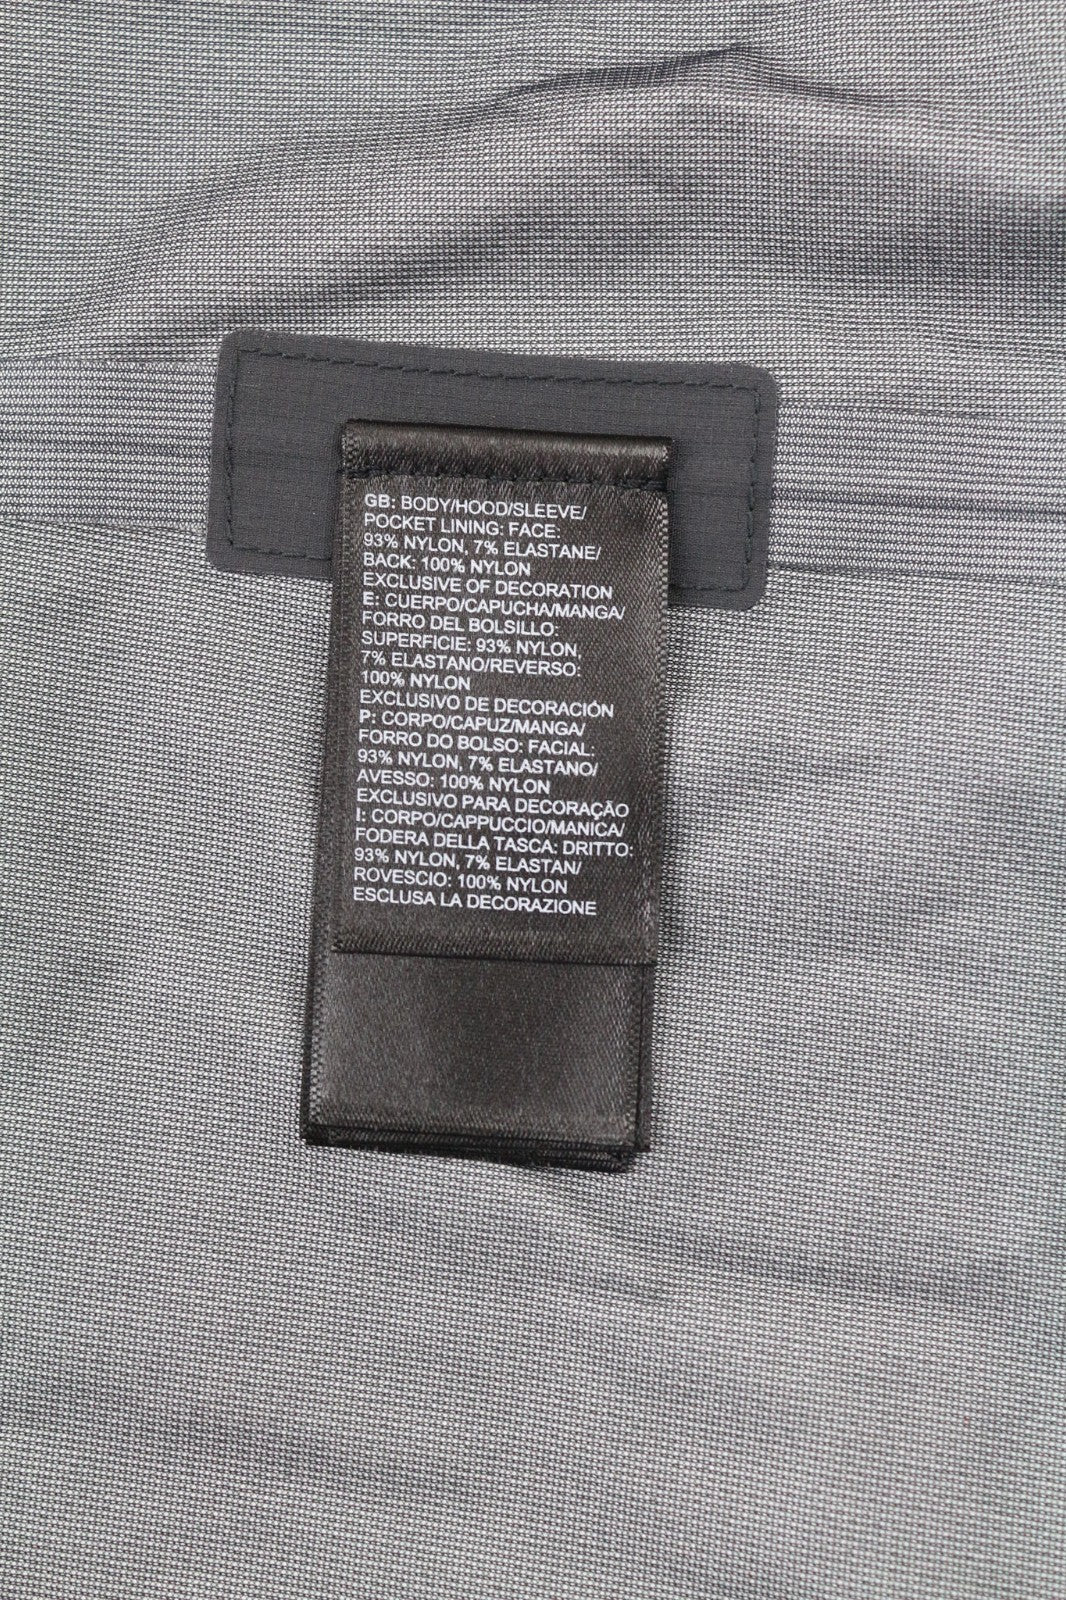 GB: BODY/HOOD/SLEEVE/
POCKET LINING: FACE:
93% NYLON, 7% ELASTANE/
BACK: 100% NYLON
EXCLUSIVE OF DECORATION
E: CUERPO/CAPUCHA/MANGA/
FORRO DEL BOLSILLO:
SUPERFICIE: 93% NYLON,
7% ELASTANO/REVERSO:
100% NYLON
EXCLUSIVO DE DECORACIÓN
P: CORPO/CAPUZ/MANGA/
FORRO DO BOLSO: FACIAL:
93% NYLON, 7% ELASTANO/
AVESSO: 100% NYLON
EXCLUSIVO PARA DECORAÇÃO
I: CORPO/CAPPUCCIO/MANICA/
FODERA DELLA TASCA: DRITTO:
93% NYLON, 7% ELASTAN/
ROVESCIO: 100% NYLON
ESCLUSA LA DECORAZIONE